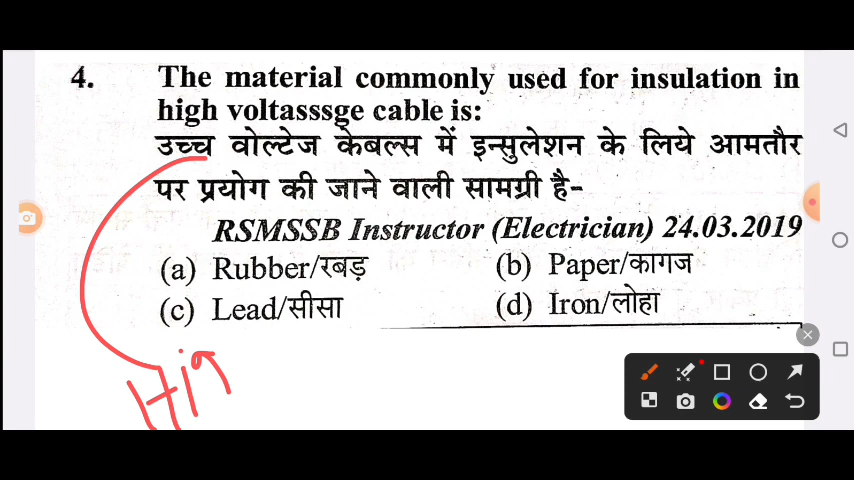 4. The material commonly used for insulation in
high voltasssge cable is:
उच्च वोल्टेज केबल्स में इन्सुलेशन के लिये आमतौर
पर प्रयोग की जाने वाली सामग्री है-
RSMSSB Instructor (Electrician) 24.03.2019
(a) Rubber/रबड़ (b) Paper/कागज
(c) Lead/सीसा (d) Iron/लोहा
Hig